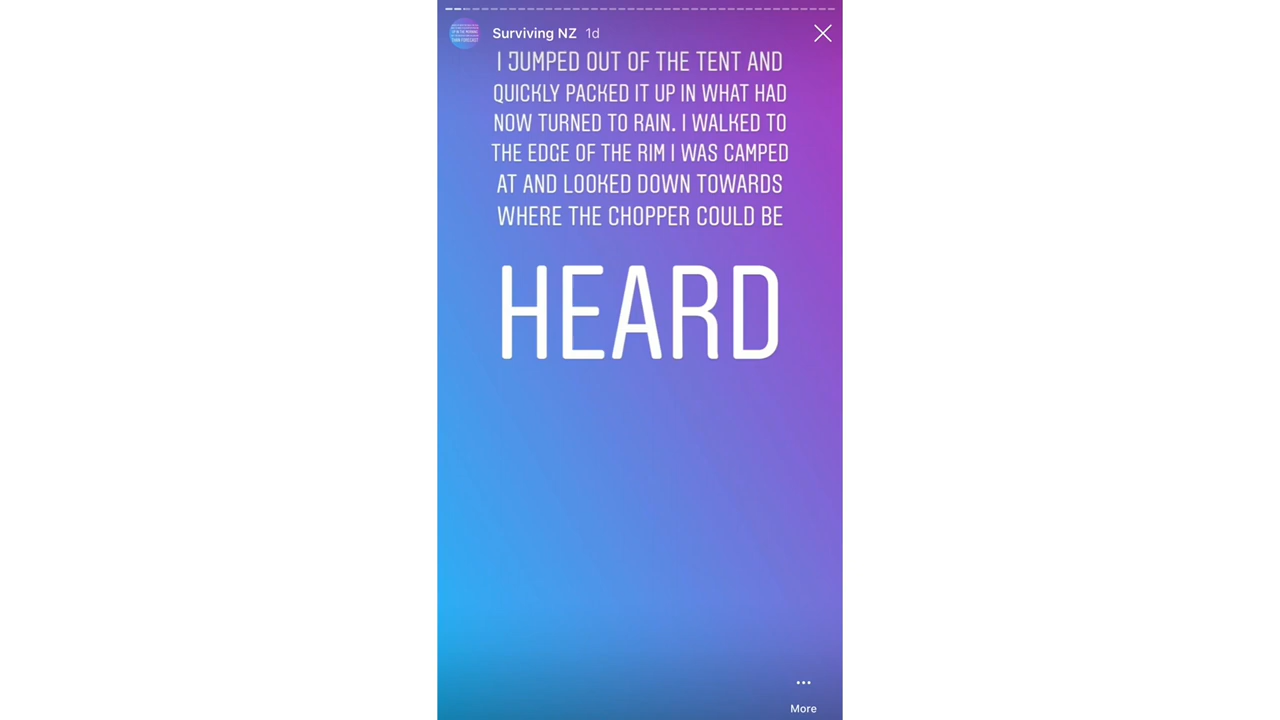 Surviving NZ 1d
I JUMPED OUT OF THE TENT AND
QUICKLY PACKED IT UP IN WHAT HAD
NOW TURNED TO RAIN. I WALKED TO
THE EDGE OF THE RIM I WAS CAMPED
AT AND LOOKED DOWN TOWARDS
WHERE THE CHOPPER COULD BE
HEARD
More